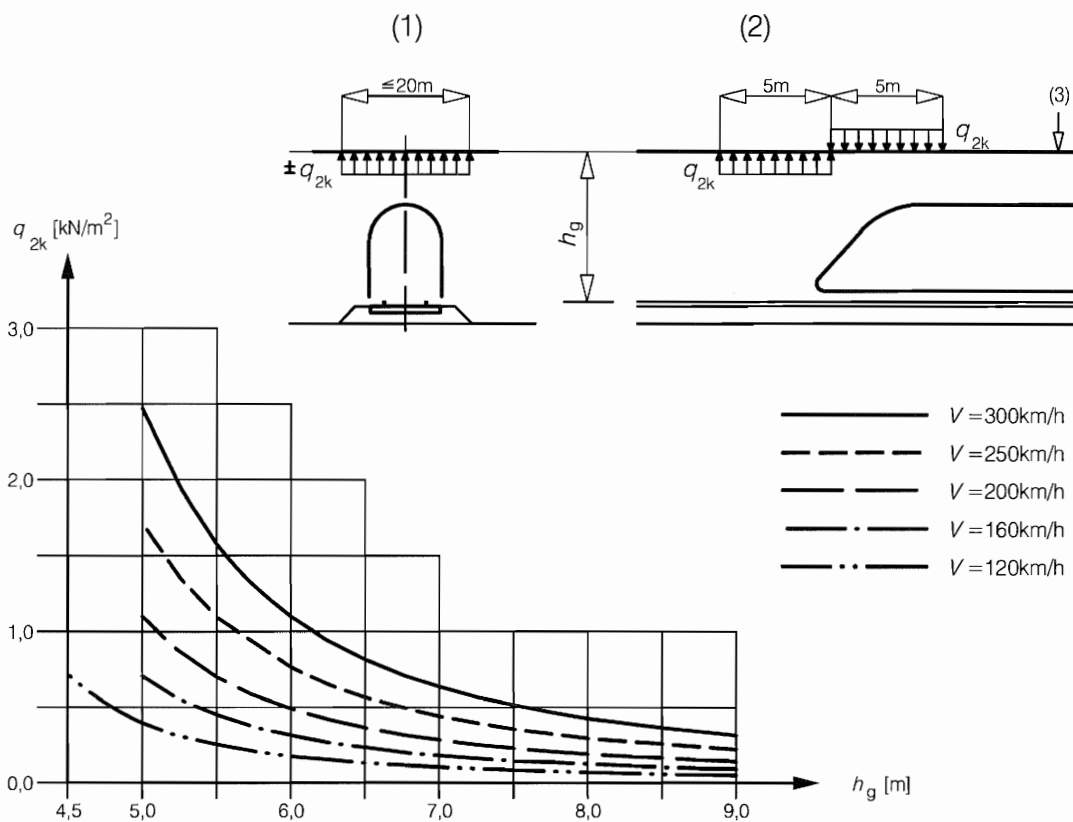 (1)
(2)
≤20m
5m
5m
(3)
± q2k
q2k
q2k
hg
q2k [kN/m²]
3,0
2,0
1,0
0,0
V =300km/h
V =250km/h
V =200km/h
V =160km/h
V =120km/h
4,5
5,0
6,0
7,0
8,0
9,0
hg [m]